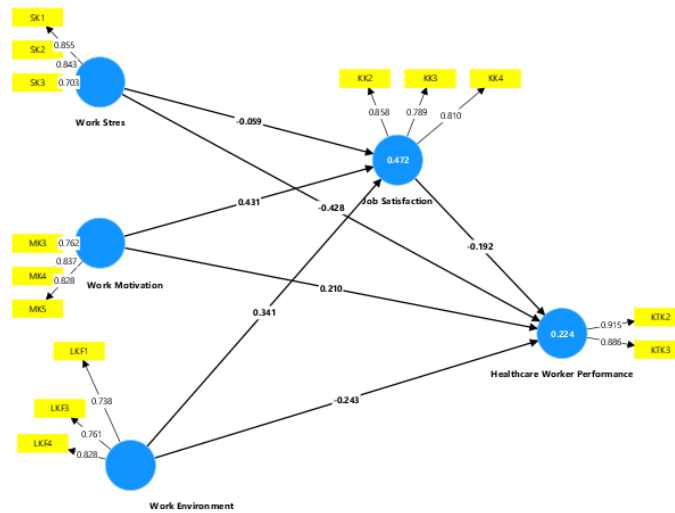 SK1
0.855
SK2
0.843
SK3
0.703
Work Stres
KK2
KK3
KK4
0.858
0.789
0.810
-0.059
0.472
Job Satisfaction
0.431
-0.428
MK3
0.762
0.837
MK4
0.828
MK5
Work Motivation
-0.192
0.210
0.341
0.224
0.915
KTK2
0.886
KTK3
Healthcare Worker Performance
LKF1
0.738
LKF3
0.761
LKF4
0.828
-0.243
Work Environment